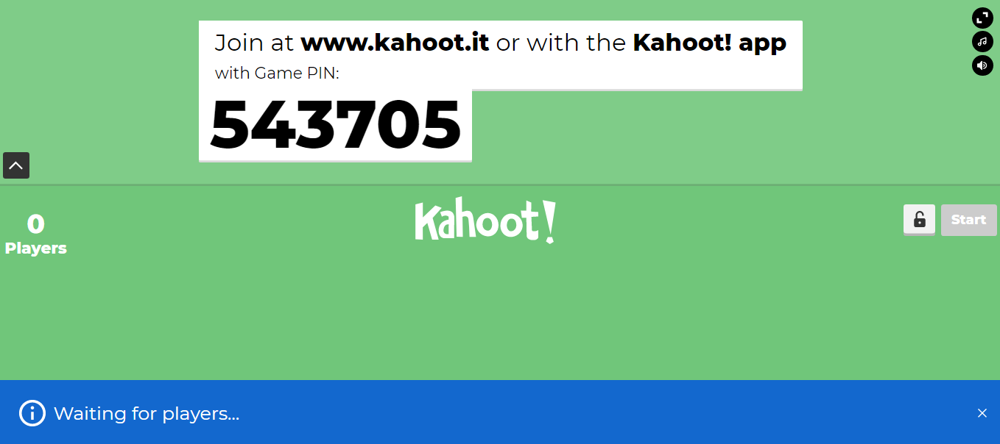 Join at www.kahoot.it or with the Kahoot! app
with Game PIN:
543705
Kahoot!
0
Players
Start
Waiting for players...